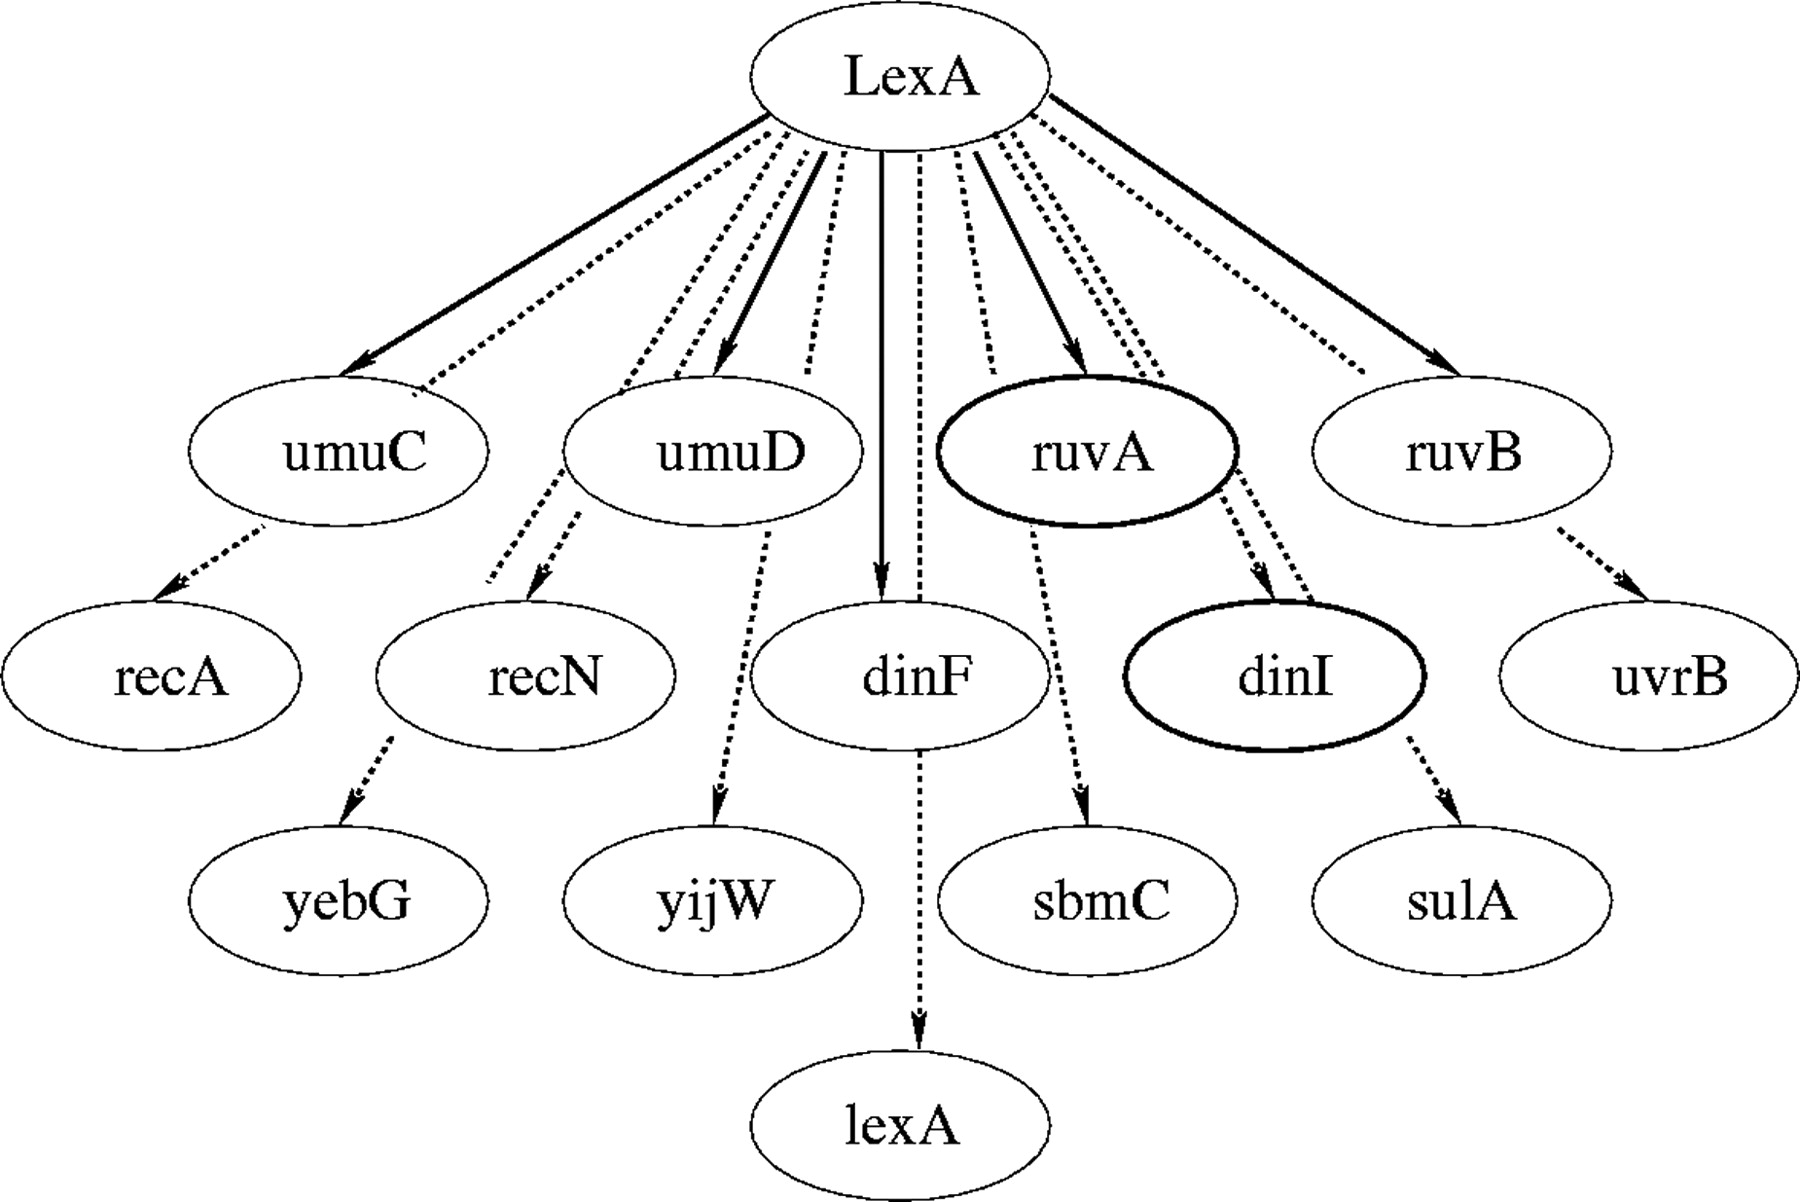 LexA
umuC
umuD
ruvA
ruvB
recA
recN
dinF
dinI
uvrB
yebG
yijW
sbmC
sulA
lexA